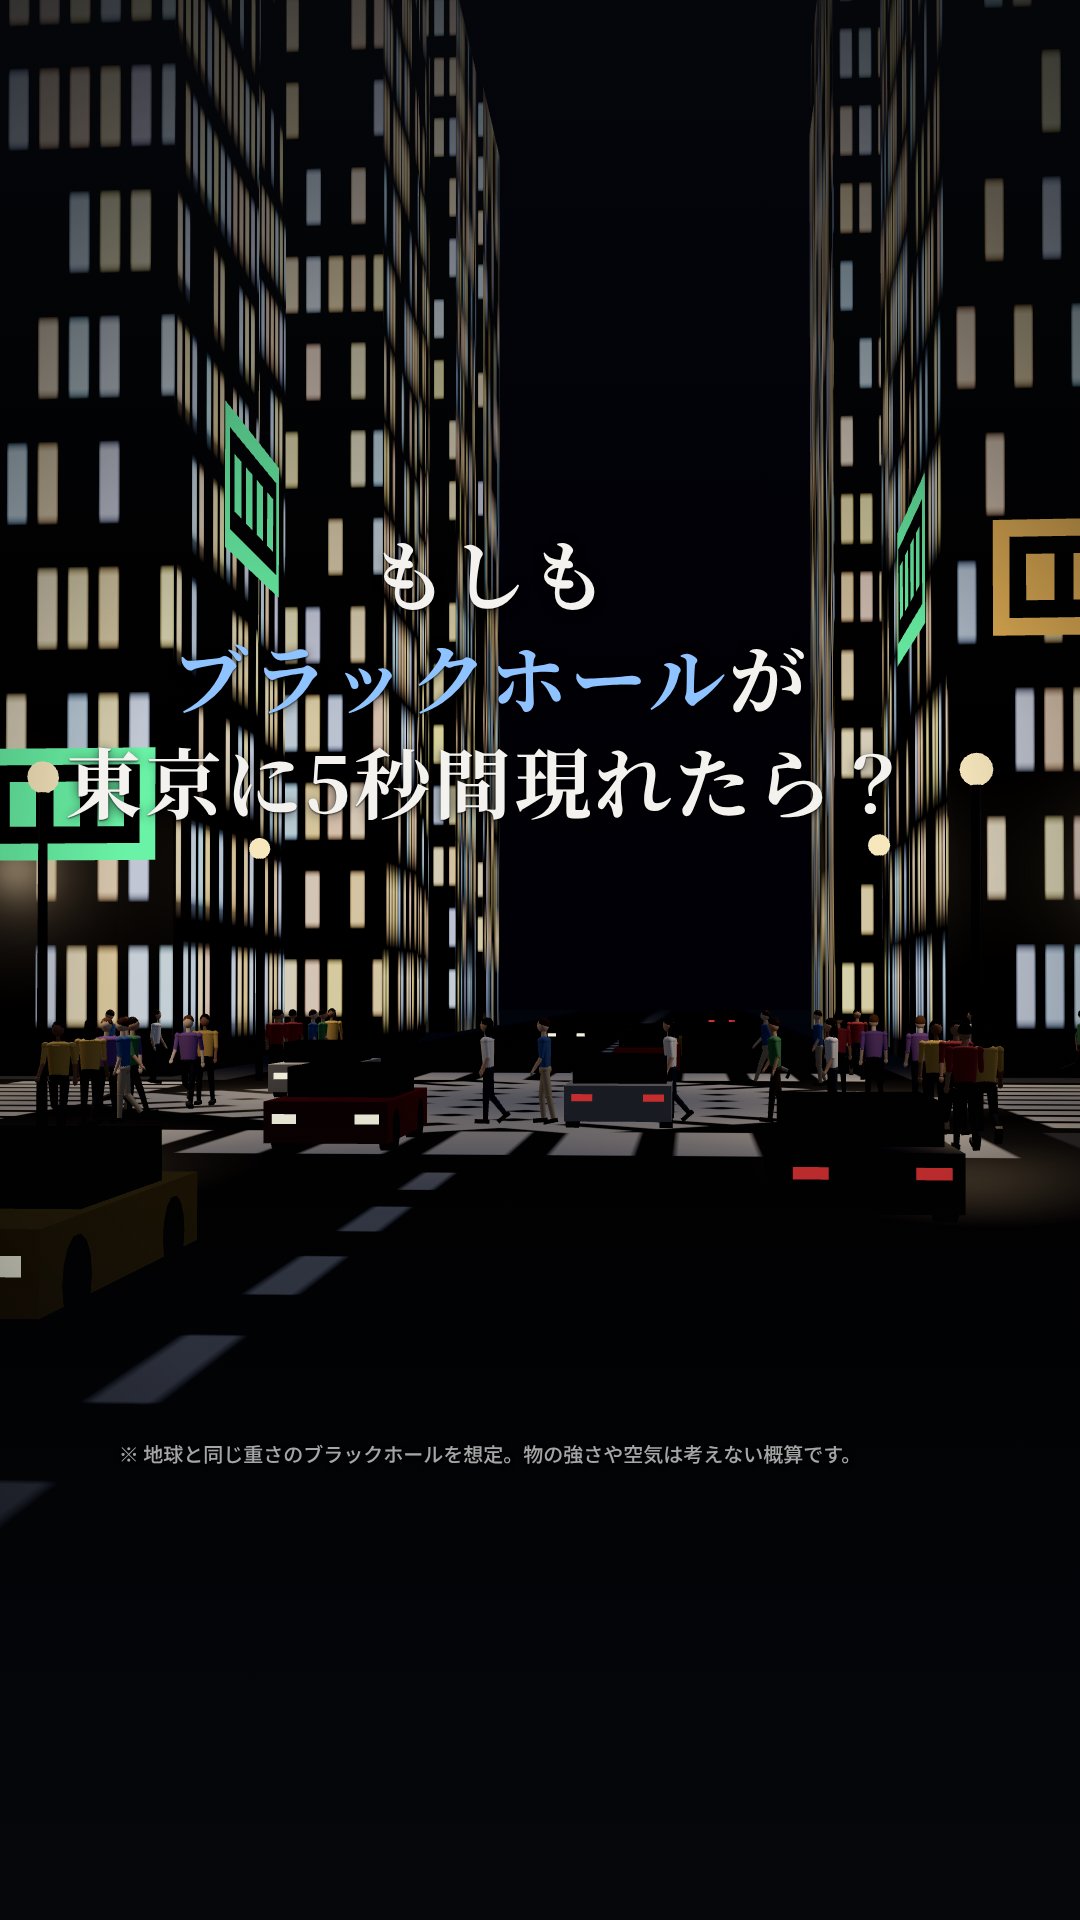 もしも
ブラックホールが
東京に5秒間現れたら？
※ 地球と同じ重さのブラックホールを想定。物の強さや空気は考えない概算です。